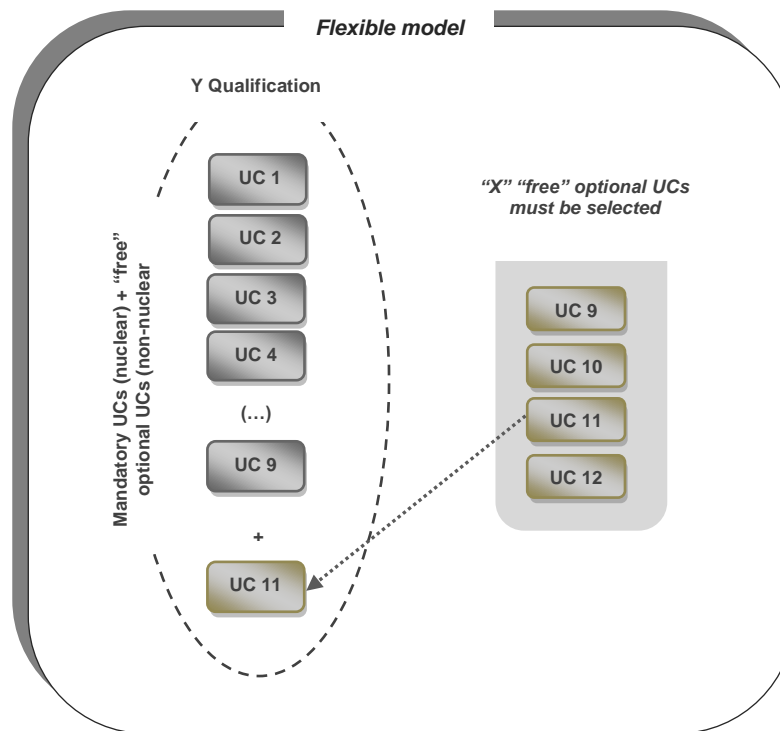 Flexible model
Y Qualification
Mandatory UCs (nuclear) + “free”
optional UCs (non-nuclear
UC 1
UC 2
UC 3
UC 4
(...)
UC 9
+
UC 11
“X” “free” optional UCs
must be selected
UC 9
UC 10
UC 11
UC 12